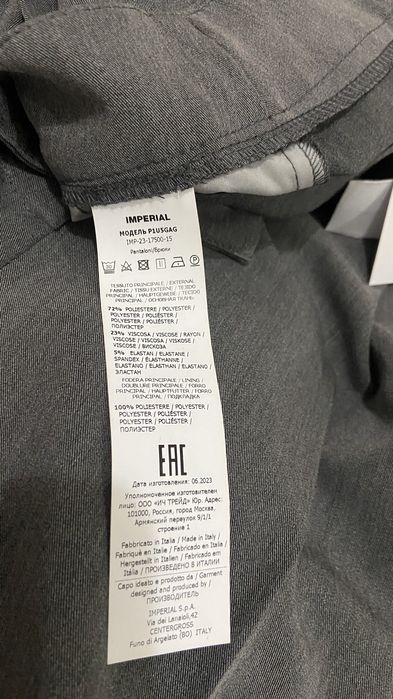 IMPERIAL
МОДЕЛЬ P1USGAG
IMP-23-17500-15
Pantaloni/Брюки
TESSUTO PRINCIPALE / EXTERNAL
FABRIC / TISSU EXTERNE / TEJIDO
PRINCIPAL / HAUPTGEWEBE / TECIDO
PRINCIPAL / ОСНОВНАЯ ТКАНЬ:
72% POLIESTERE / POLYESTER /
POLYESTER / POLIÉSTER /
POLYESTER / POLIÉSTER /
ПОЛИЭСТЕР
23% VISCOSA / VISCOSE / RAYON /
VISCOSE / VISCOSA / VISKOSE /
VISCOSE / ВИСКОЗА
5% ELASTAN / ELASTANE /
SPANDEX / ÉLASTHANNE /
ELASTANO / ELASTHAN / ELASTANO /
ЭЛАСТАН
FODERA PRINCIPALE / LINING /
DOUBLURE PRINCIPALE / FORRO
PRINCIPAL / HAUPTFUTTER / FORRO
PRINCIPAL / ПОДКЛАДКА
100% POLIESTERE / POLYESTER /
POLYESTER / POLIÉSTER /
POLYESTER / POLIÉSTER /
ПОЛИЭСТЕР
EAC
Дата изготовления: 06.2023
Уполномоченное изготовителем
лицо: ООО «ИЧ ТРЕЙД» Юр. Адрес:
101000, Россия, город Москва,
Армянский переулок 9/1/1
строение 1
Fabbricato in Italia / Made in Italy /
Fabriqué en Italie / Fabricado en Italia /
Hergestellt in Italien / Fabricado em
Itália / ПРОИЗВЕДЕНО В ИТАЛИИ
Capo ideato e prodotto da / Garment
designed and produced by /
ПРОИЗВОДИТЕЛЬ
IMPERIAL S.p.A.
Via dei Lanaioli,42
CENTERGROSS
Funo di Argelato (BO) ITALY